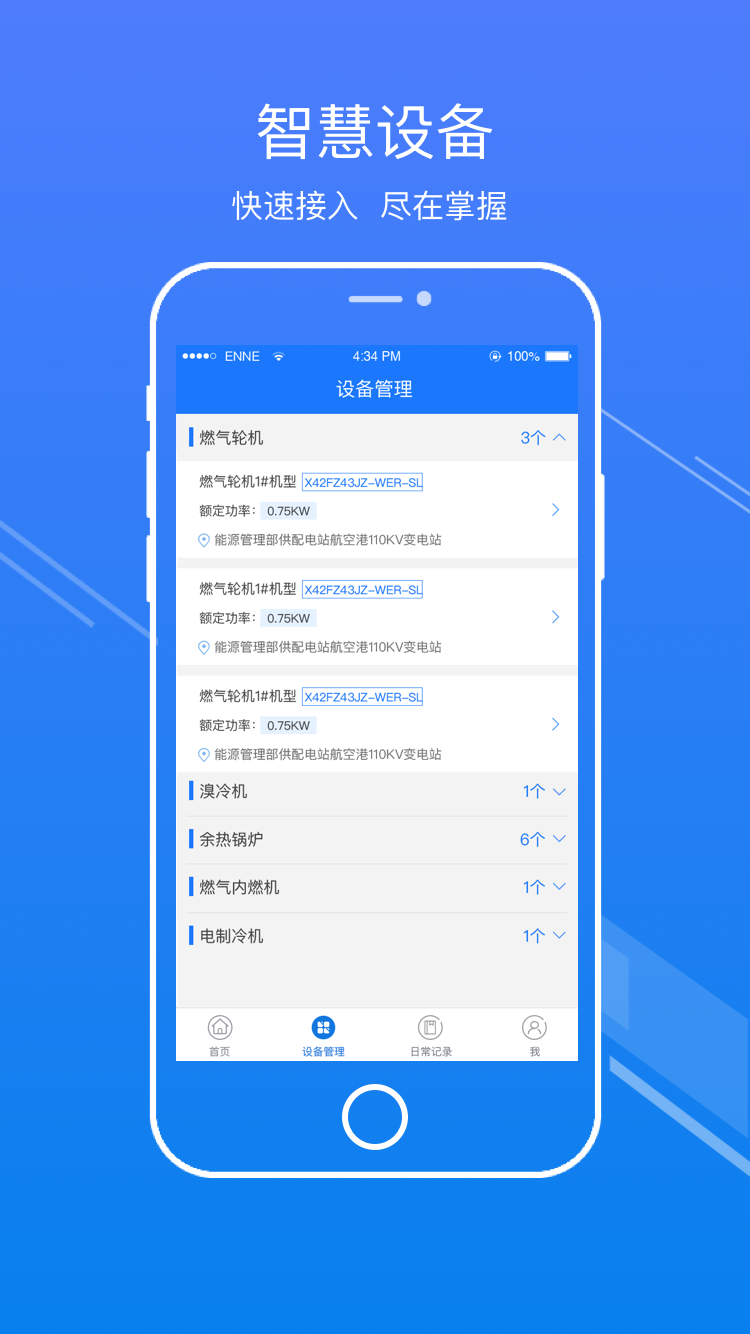 智慧设备
快速接入 尽在掌握
ENNE 4:34 PM 100%
设备管理
燃气轮机 3个
燃气轮机1#机型 X42FZ43JZ-WER-SL
额定功率: 0.75KW
能源管理部供配电站航空港110KV变电站
燃气轮机1#机型 X42FZ43JZ-WER-SL
额定功率: 0.75KW
能源管理部供配电站航空港110KV变电站
燃气轮机1#机型 X42FZ43JZ-WER-SL
额定功率: 0.75KW
能源管理部供配电站航空港110KV变电站
溴冷机 1个
余热锅炉 6个
燃气内燃机 1个
电制冷机 1个
首页 设备管理 日常记录 我